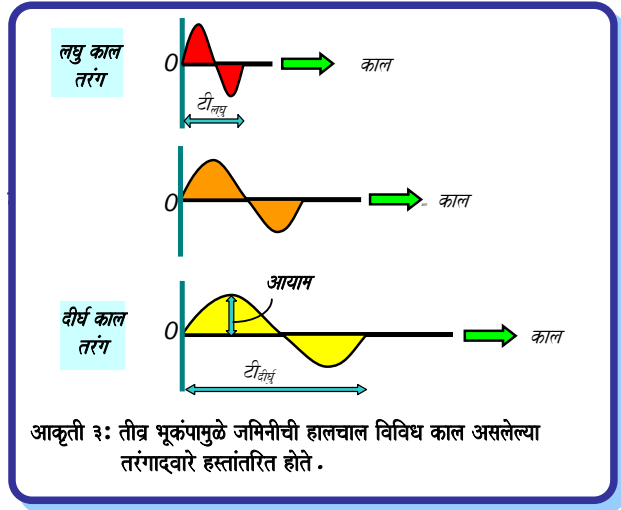 लघु काल
तरंग
0
काल
टीलघु
0
काल
आयाम
दीर्घ काल
तरंग
0
काल
टीदीर्घु
आकृती ३: तीव्र भूकंपामुळे जमिनीची हालचाल विविध काल असलेल्या
तरंगाद्वारे हस्तांतरित होते.